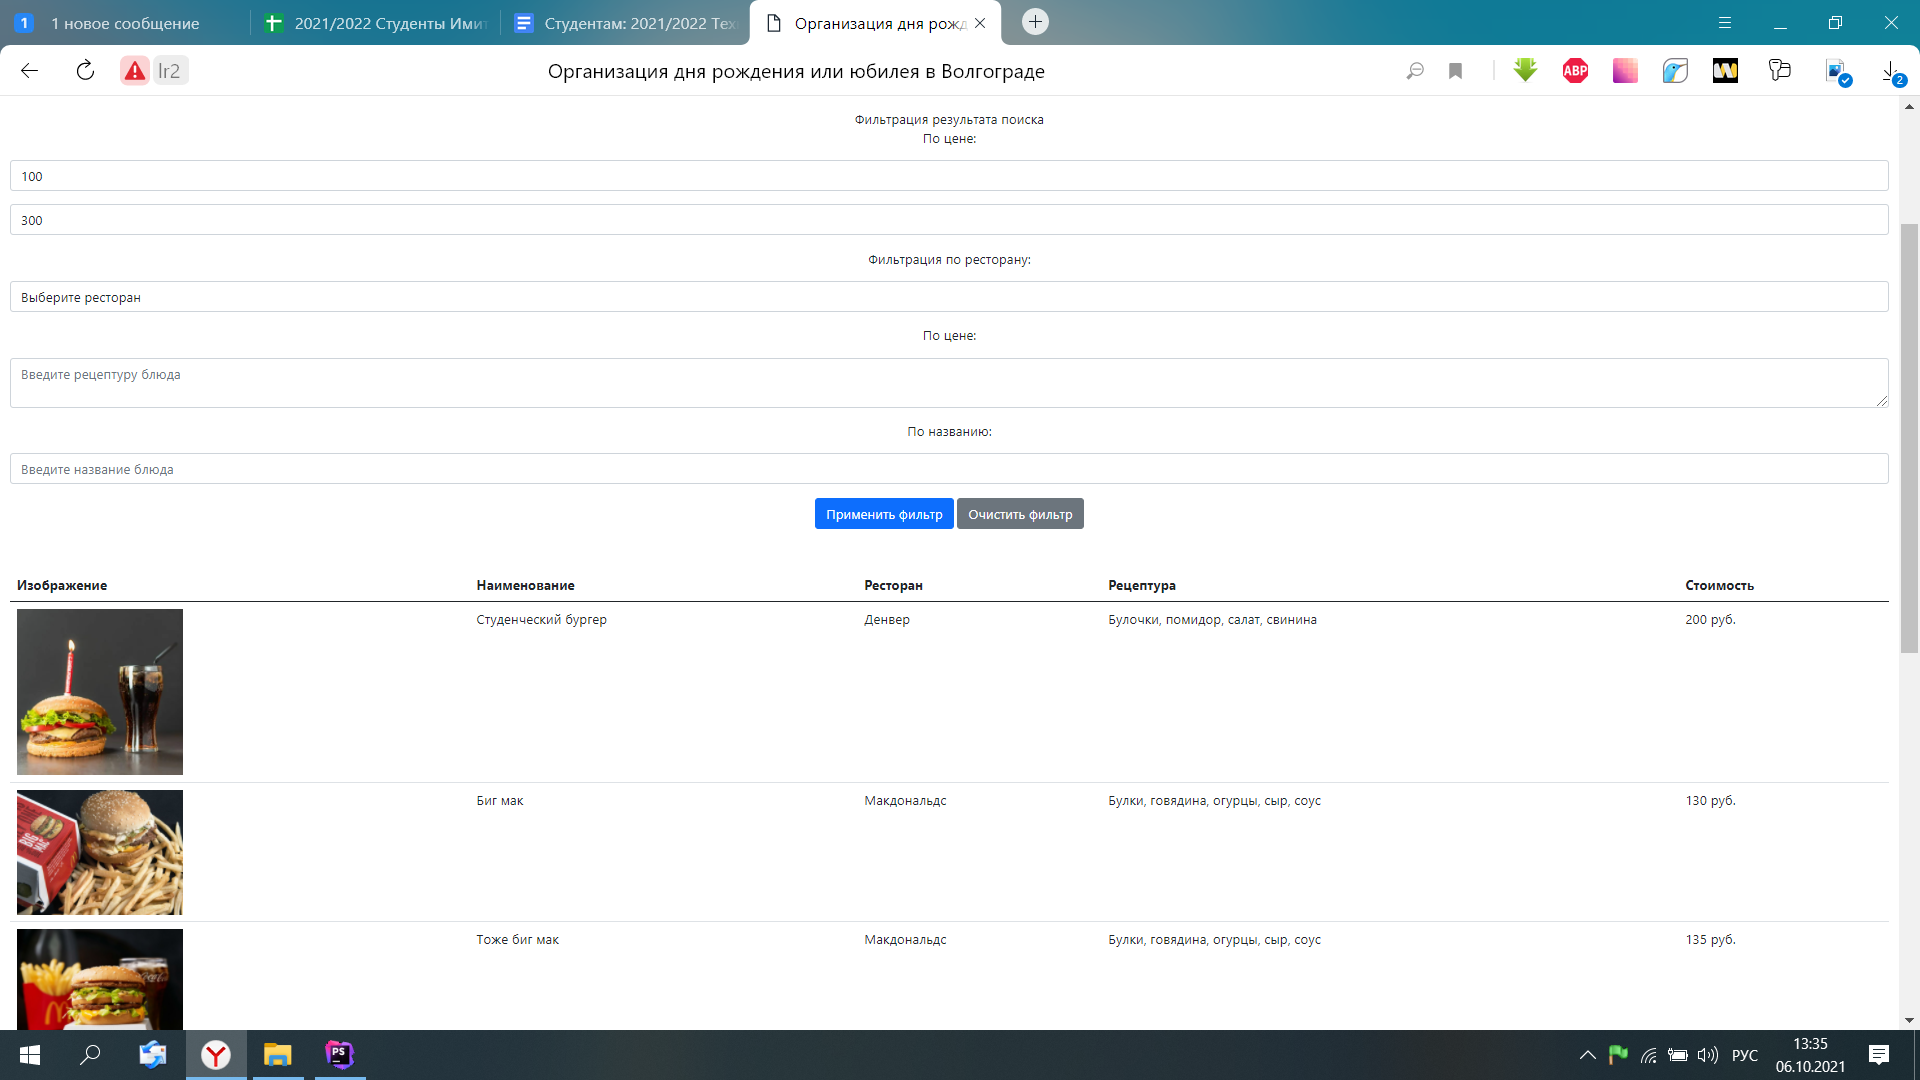 1 1 новое сообщение
2021/2022 Студенты Имит
Студентам: 2021/2022 Тех
Организация дня рожд
lr2
Организация дня рождения или юбилея в Волгограде
ABP
2
Фильтрация результата поиска
По цене:
100
300
Фильтрация по ресторану:
Выберите ресторан
По цене:
Введите рецептуру блюда
По названию:
Введите название блюда
Применить фильтр Очистить фильтр
Изображение Наименование Ресторан Рецептура Стоимость
Студенческий бургер Денвер Булочки, помидор, салат, свинина 200 руб.
Биг мак Макдональдс Булки, говядина, огурцы, сыр, соус 130 руб.
Тоже биг мак Макдональдс Булки, говядина, огурцы, сыр, соус 135 руб.
PS
РУС
13:35
06.10.2021